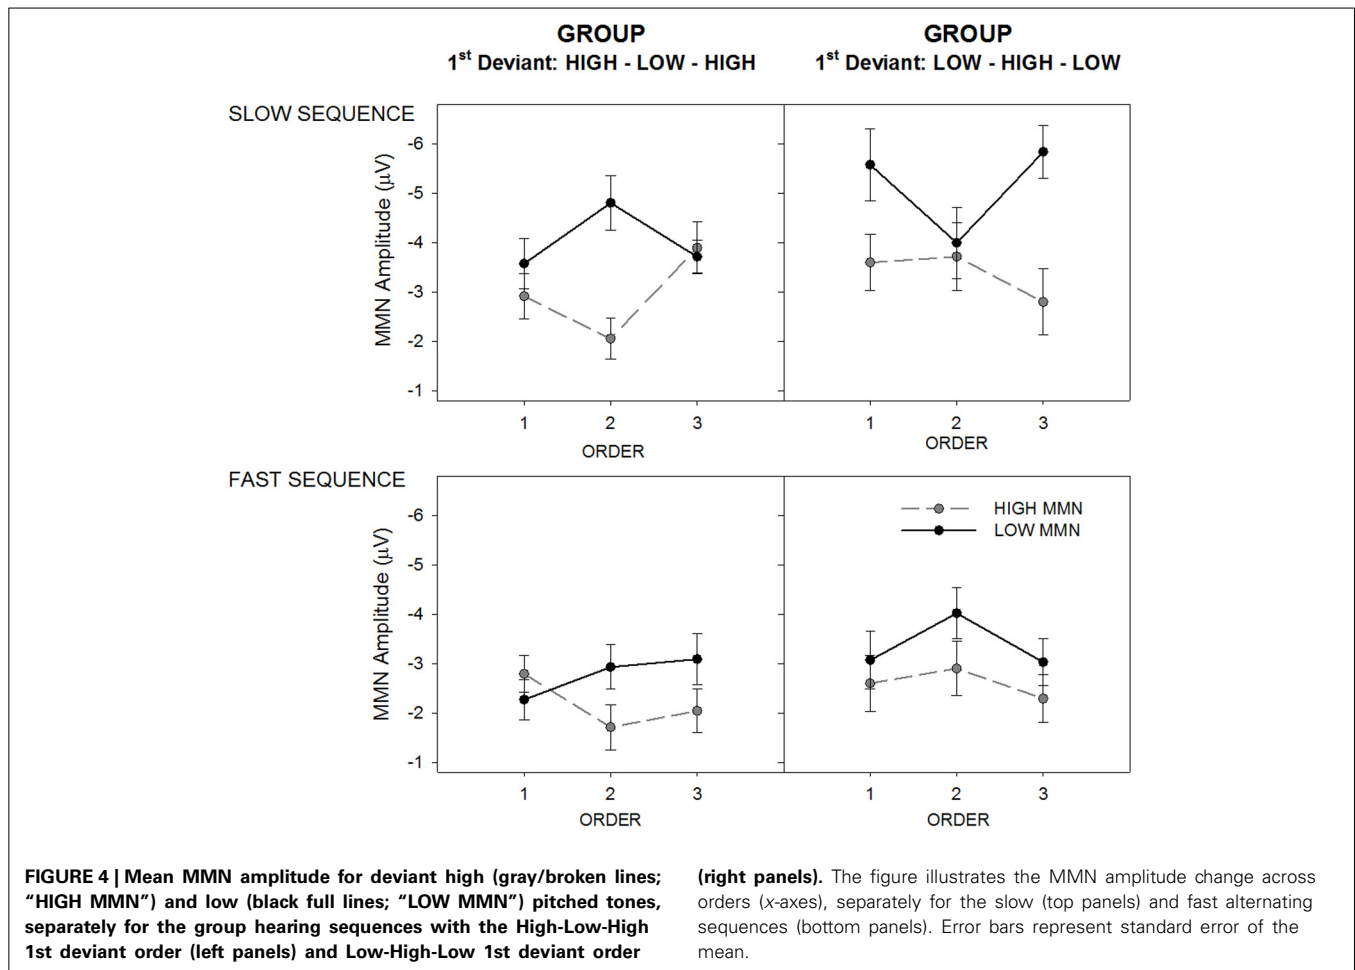 GROUP
1st Deviant: HIGH - LOW - HIGH
GROUP
1st Deviant: LOW - HIGH - LOW
SLOW SEQUENCE
MMN Amplitude (μV)
-6
-5
-4
-3
-2
-1
1 2 3
ORDER
1 2 3
ORDER
FAST SEQUENCE
MMN Amplitude (μV)
-6
-5
-4
-3
-2
-1
HIGH MMN
LOW MMN
1 2 3
ORDER
1 2 3
ORDER
FIGURE 4 | Mean MMN amplitude for deviant high (gray/broken lines;
“HIGH MMN”) and low (black full lines; “LOW MMN”) pitched tones,
separately for the group hearing sequences with the High-Low-High
1st deviant order (left panels) and Low-High-Low 1st deviant order
(right panels). The figure illustrates the MMN amplitude change across
orders (x-axes), separately for the slow (top panels) and fast alternating
sequences (bottom panels). Error bars represent standard error of the
mean.